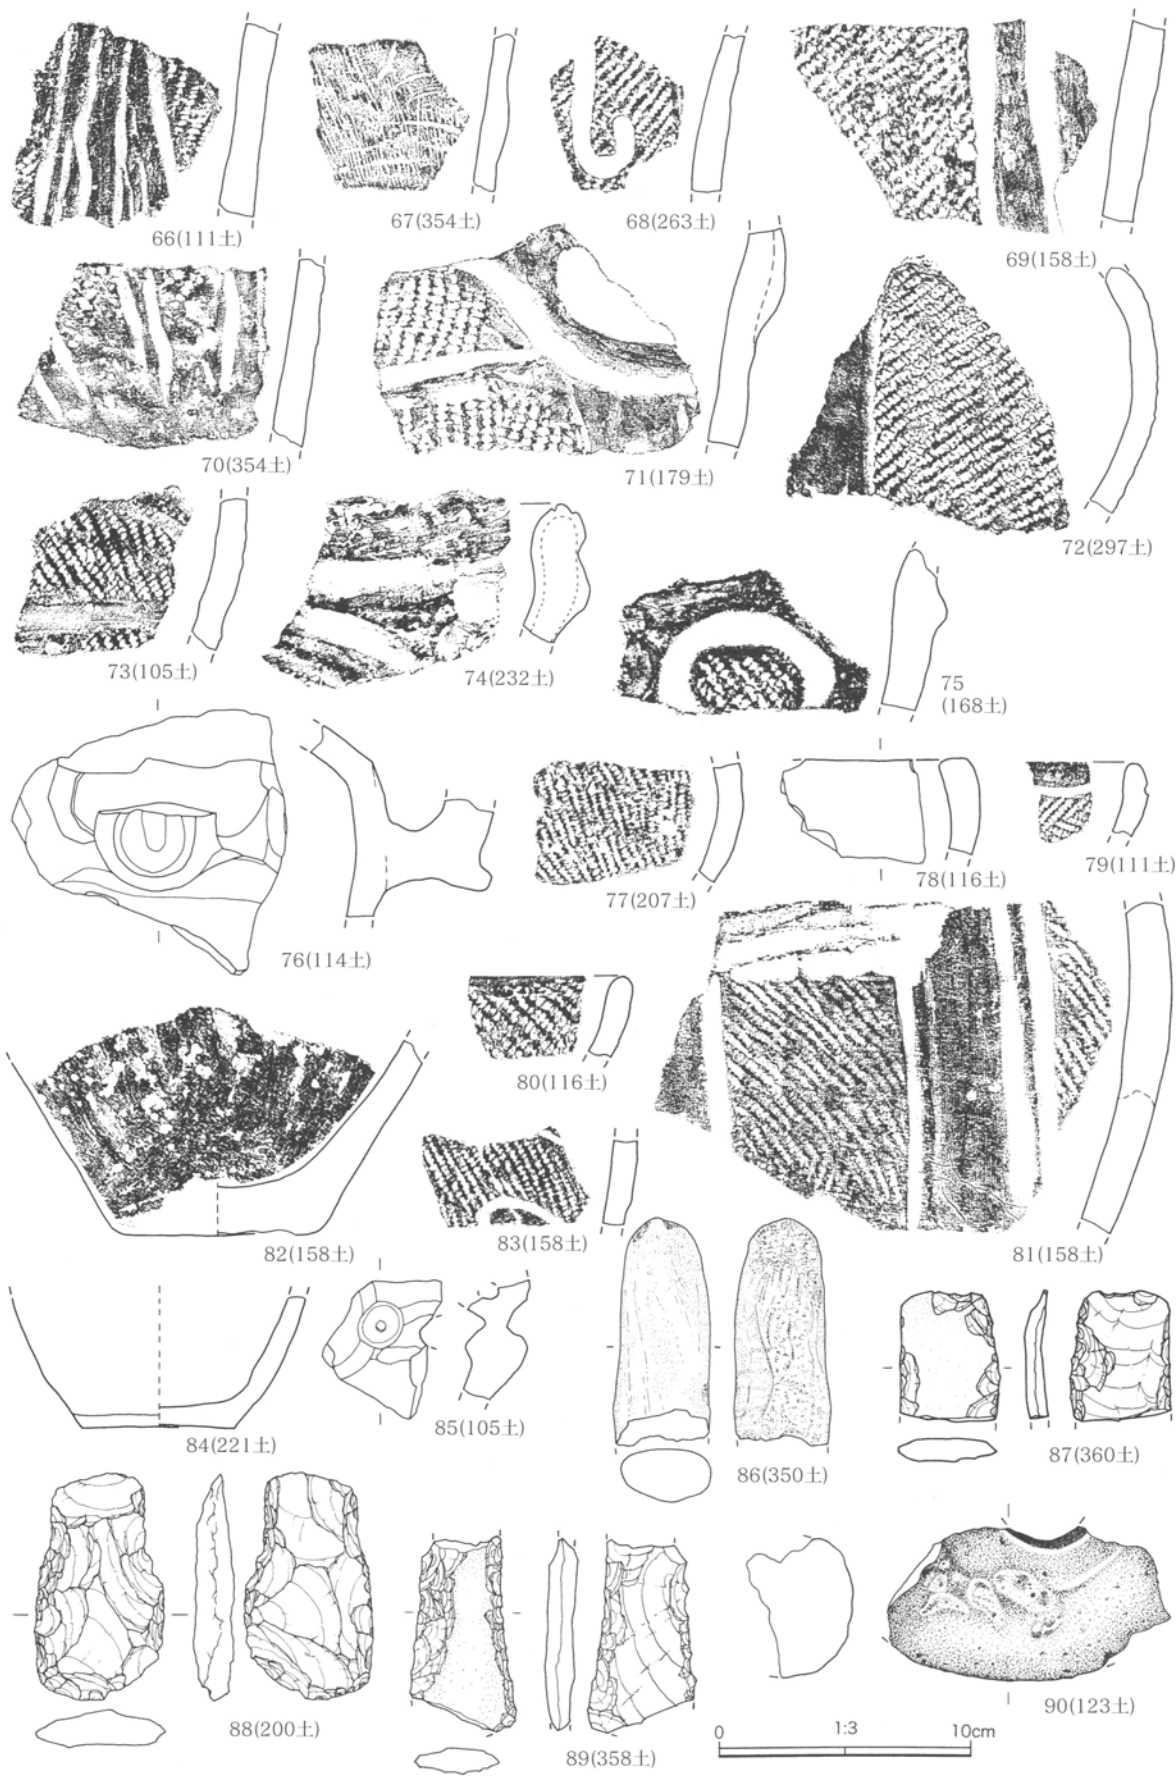 66(111土)
67(354土)
68(263土)
69(158土)
70(354土)
71(179土)
72(297土)
73(105土)
74(232土)
75
(168土)
76(114土)
77(207土)
78(116土)
79(111土)
80(116土)
81(158土)
82(158土)
83(158土)
84(221土)
85(105土)
86(350土)
87(360土)
88(200土)
89(358土)
90(123土)
0 1:3 10cm